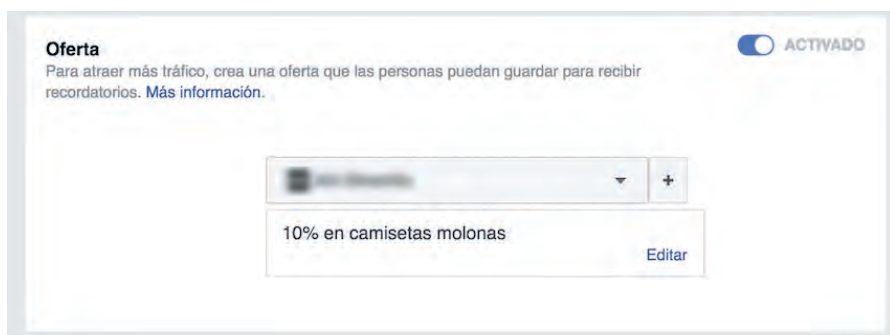 Oferta
ACTIVADO
Para atraer más tráfico, crea una oferta que las personas puedan guardar para recibir
recordatorios. Más información.
+
10% en camisetas molonas
Editar